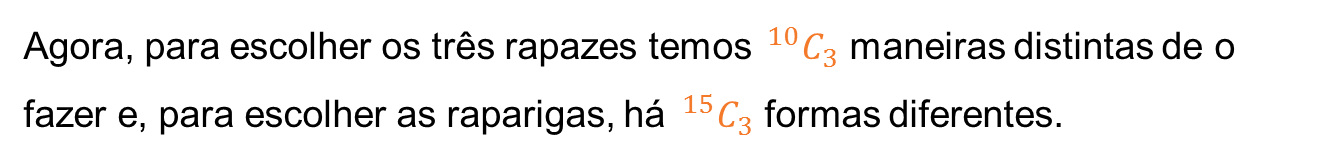 Agora, para escolher os três rapazes temos ¹⁰C₃ maneiras distintas de o
fazer e, para escolher as raparigas, há ¹⁵C₃ formas diferentes.